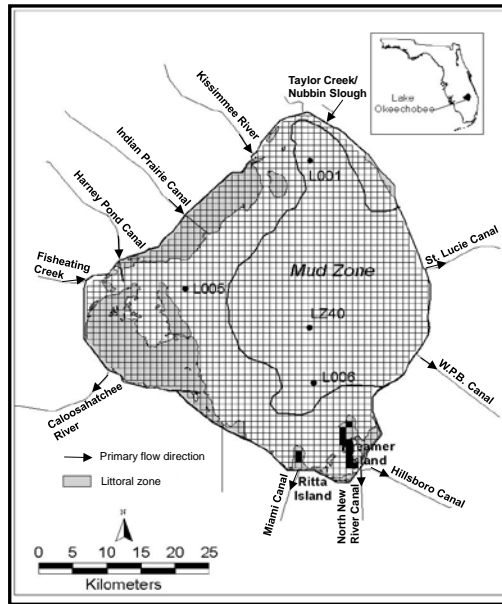 Taylor Creek/
Nubbin Slough
Lake
Okeechobee
Kissimmee River
Indian Prairie Canal
Harney Pond Canal
Fisheating
Creek
L001
St. Lucie Canal
Mud Zone
L005
LZ40
L006
W.P.B. Canal
Caloosahatchee
River
Primary flow direction
Littoral zone
Island
Ritta
Island
Miami Canal
North New
River Canal
Hillsboro Canal
N
0 5 10 15 20 25
Kilometers